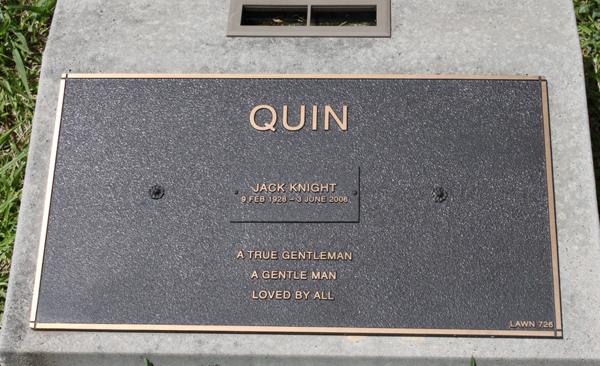 QUIN
JACK KNIGHT
9 FEB 1928 – 3 JUNE 2006
A TRUE GENTLEMAN
A GENTLE MAN
LOVED BY ALL
LAWN 726